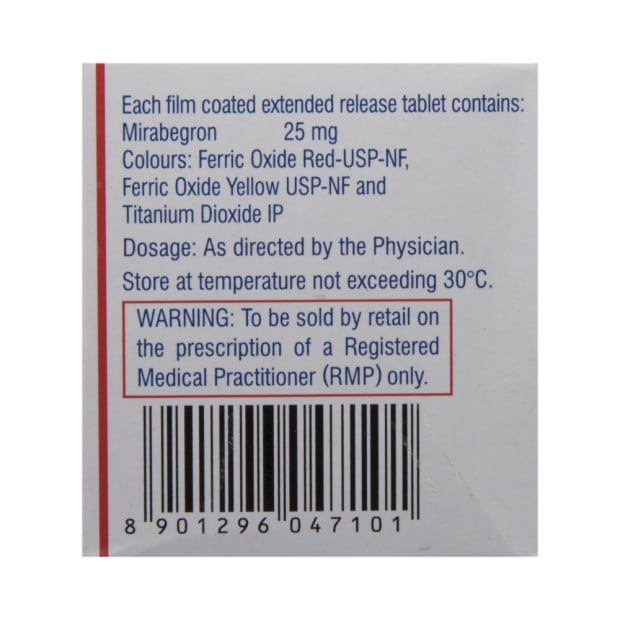 Each film coated extended release tablet contains:
Mirabegron 25 mg
Colours: Ferric Oxide Red-USP-NF,
Ferric Oxide Yellow USP-NF and
Titanium Dioxide IP
Dosage: As directed by the Physician.
Store at temperature not exceeding 30°C.
WARNING: To be sold by retail on
the prescription of a Registered
Medical Practitioner (RMP) only.
8 901296 047101